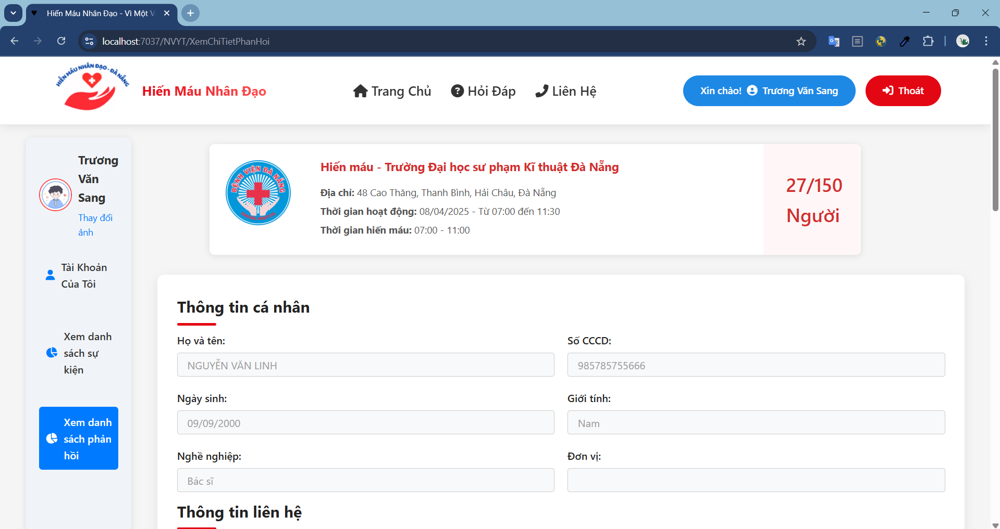 Hiến Máu Nhân Đạo - Vì Một V
localhost:7037/NVYT/XemChiTietPhanHoi
HIẾN MÁU NHÂN ĐẠO - ĐÀ NẴNG
Hiến Máu Nhân Đạo
Trang Chủ
Hỏi Đáp
Liên Hệ
Xin chào! Trương Văn Sang
Thoát
Trương
Văn
Sang
Thay đổi
ảnh
Tài Khoản
Của Tôi
Xem danh
sách sự
kiện
Xem danh
sách phản
hồi
BỆNH VIỆN ĐÀ NẴNG
Hiến máu - Trường Đại học sư phạm Kĩ thuật Đà Nẵng
Địa chỉ: 48 Cao Thăng, Thanh Bình, Hải Châu, Đà Nẵng
Thời gian hoạt động: 08/04/2025 - Từ 07:00 đến 11:30
Thời gian hiến máu: 07:00 - 11:00
27/150
Người
Thông tin cá nhân
Họ và tên:
NGUYỄN VĂN LINH
Số CCCD:
985785755666
Ngày sinh:
09/09/2000
Giới tính:
Nam
Nghề nghiệp:
Bác sĩ
Đơn vị:
Thông tin liên hệ